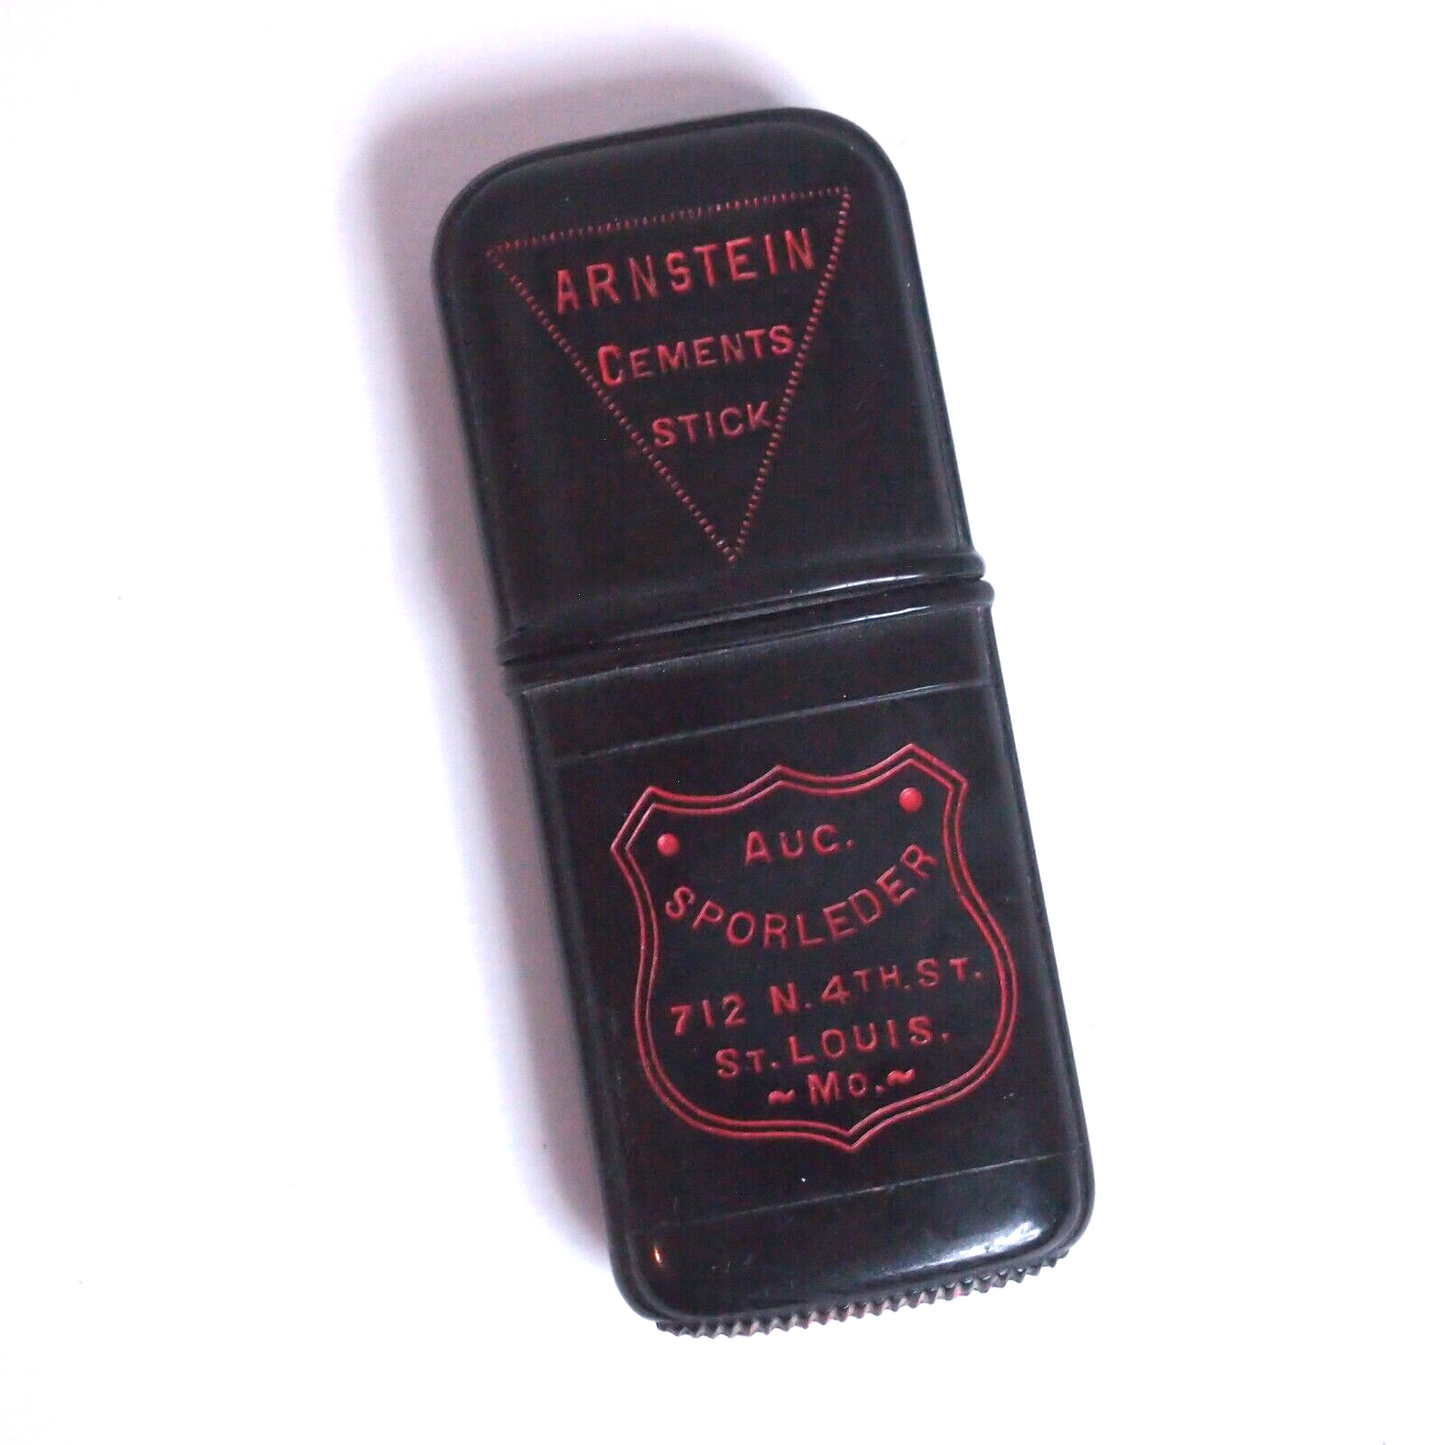 ARNSTEIN
CEMENTS
STICK
AUG.
SPORLEDER
712 N. 4TH. ST.
ST. LOUIS.
~ MO. ~